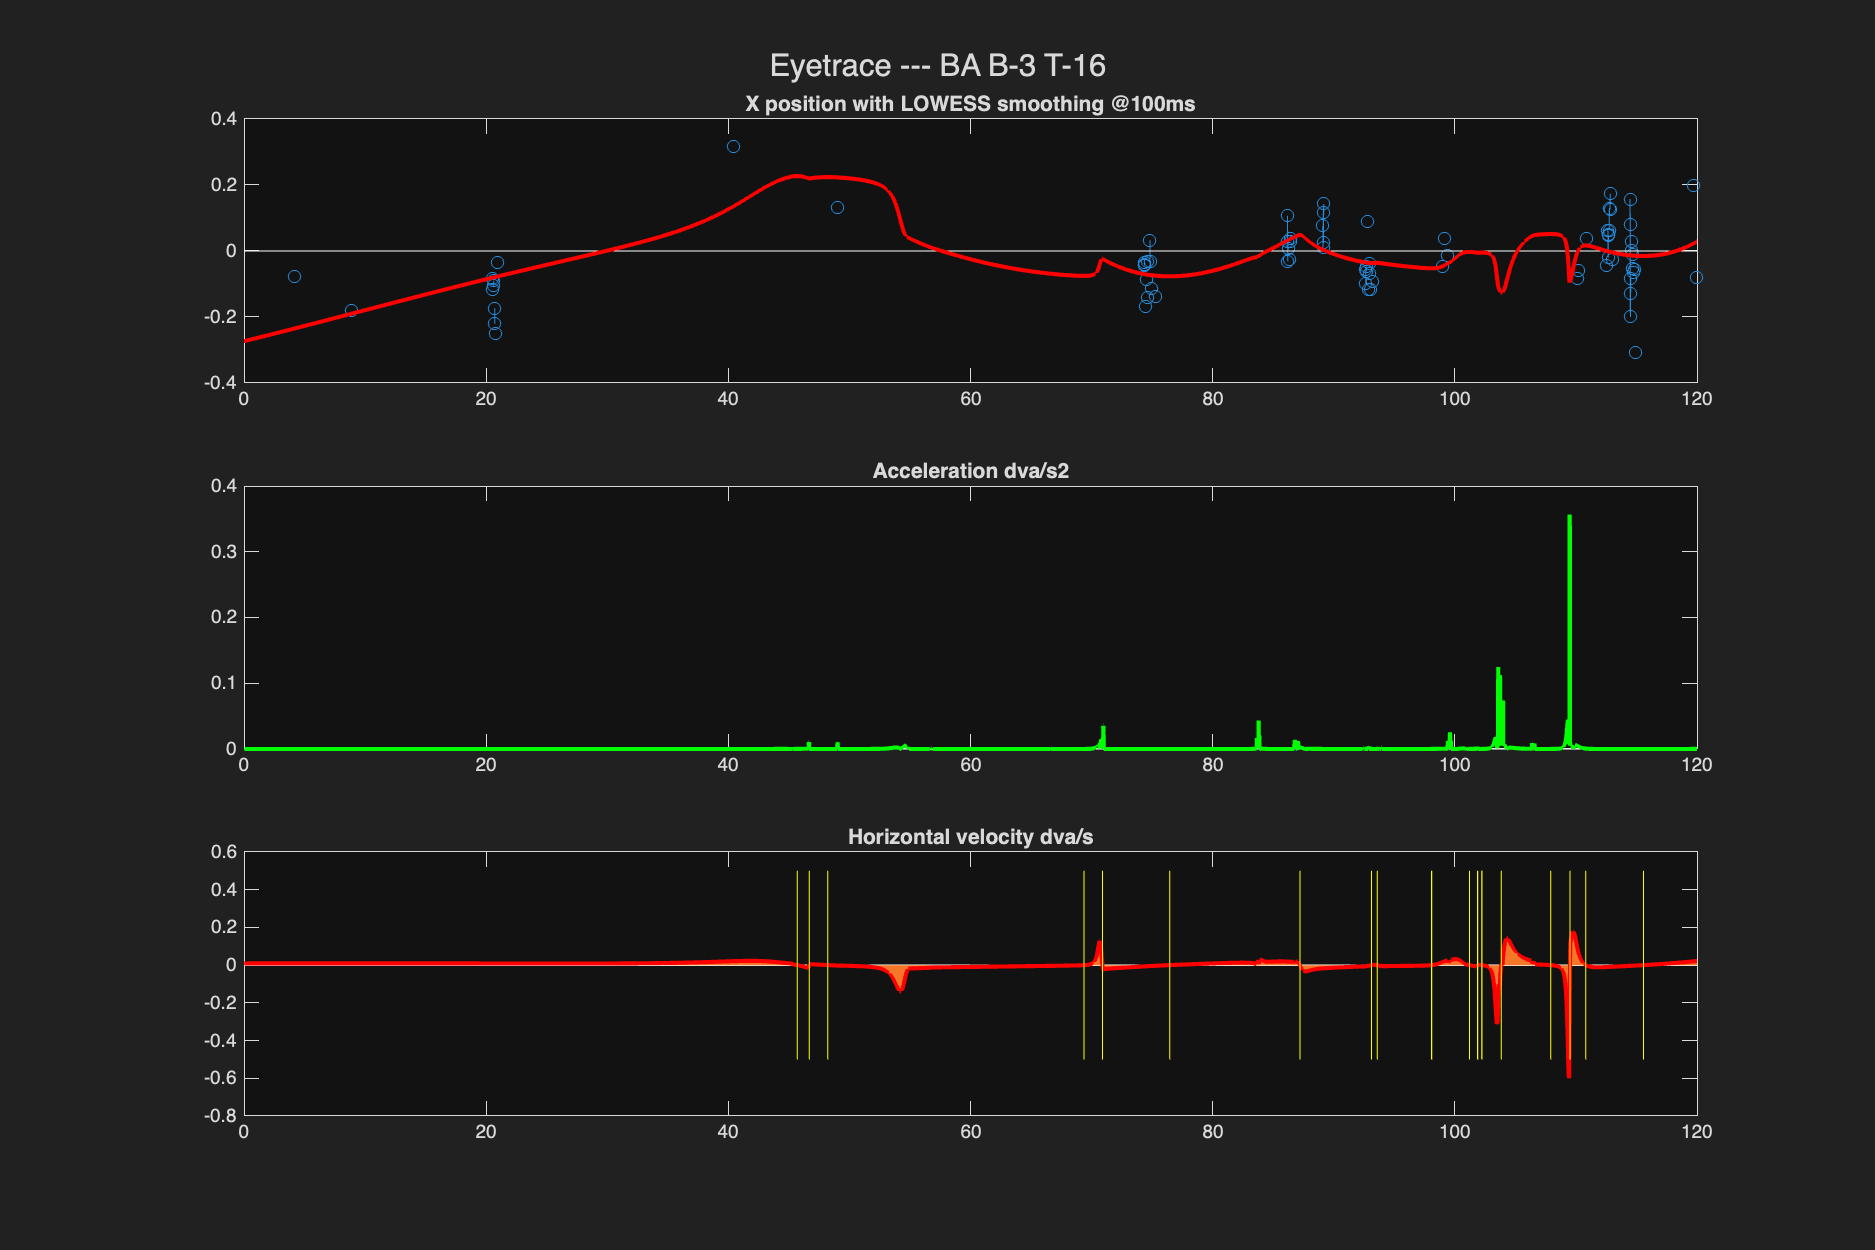 Eyetrace --- BA B-3 T-16
X position with LOWESS smoothing @100ms
0.4
0.2
0
-0.2
-0.4
0 20 40 60 80 100 120
Acceleration dva/s2
0.4
0.3
0.2
0.1
0
0 20 40 60 80 100 120
Horizontal velocity dva/s
0.6
0.4
0.2
0
-0.2
-0.4
-0.6
-0.8
0 20 40 60 80 100 120